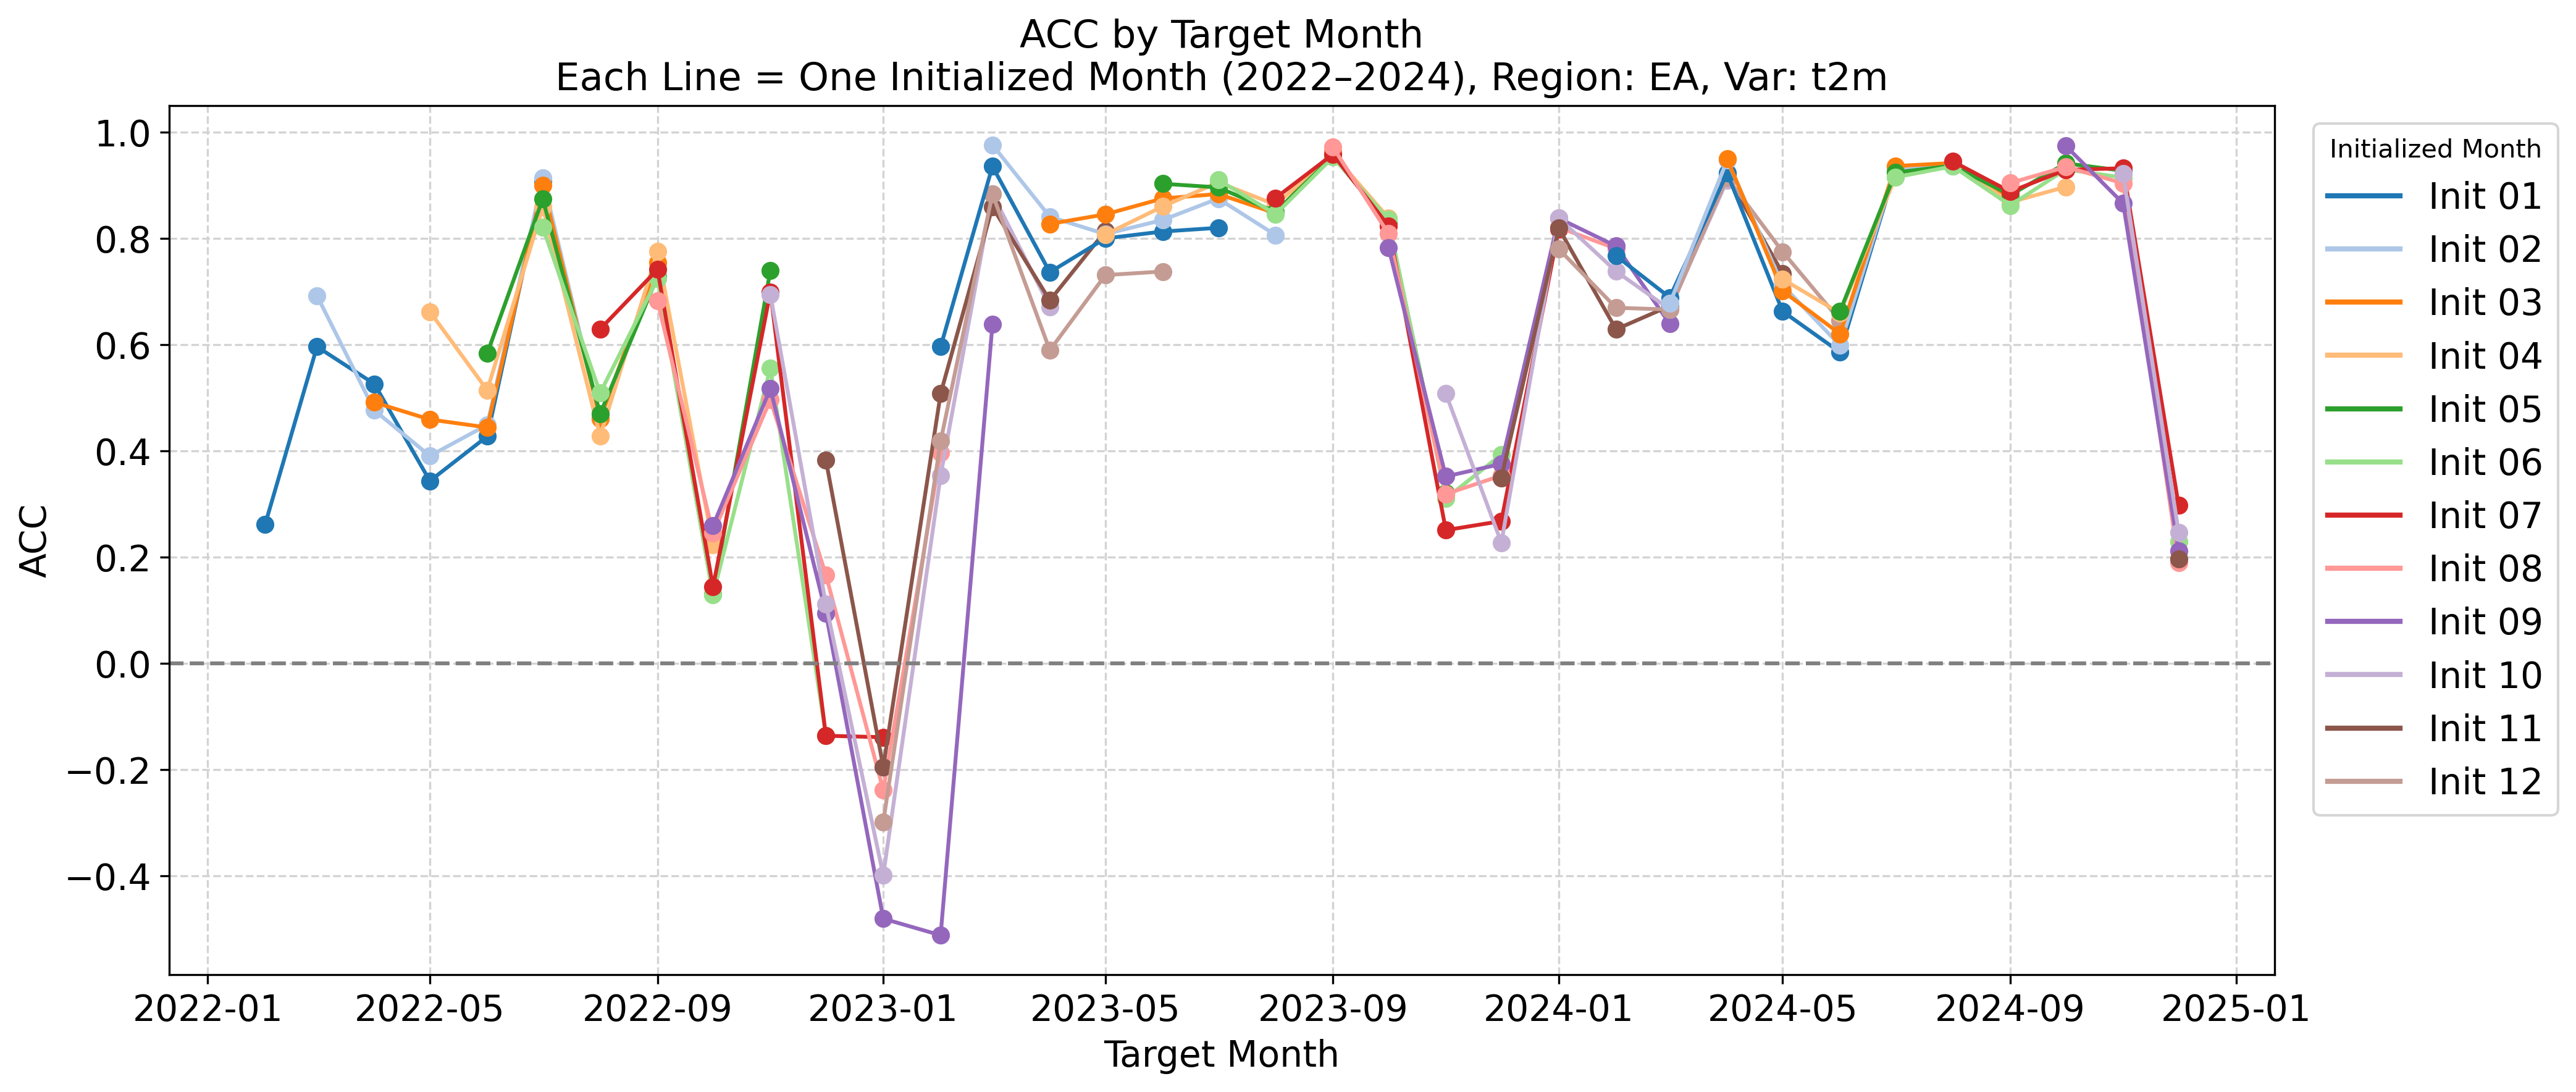 ACC by Target Month
Each Line = One Initialized Month (2022–2024), Region: EA, Var: t2m
ACC
1.0
0.8
0.6
0.4
0.2
0.0
−0.2
−0.4
2022-01
2022-05
2022-09
2023-01
2023-05
2023-09
2024-01
2024-05
2024-09
2025-01
Target Month
Initialized Month
Init 01
Init 02
Init 03
Init 04
Init 05
Init 06
Init 07
Init 08
Init 09
Init 10
Init 11
Init 12